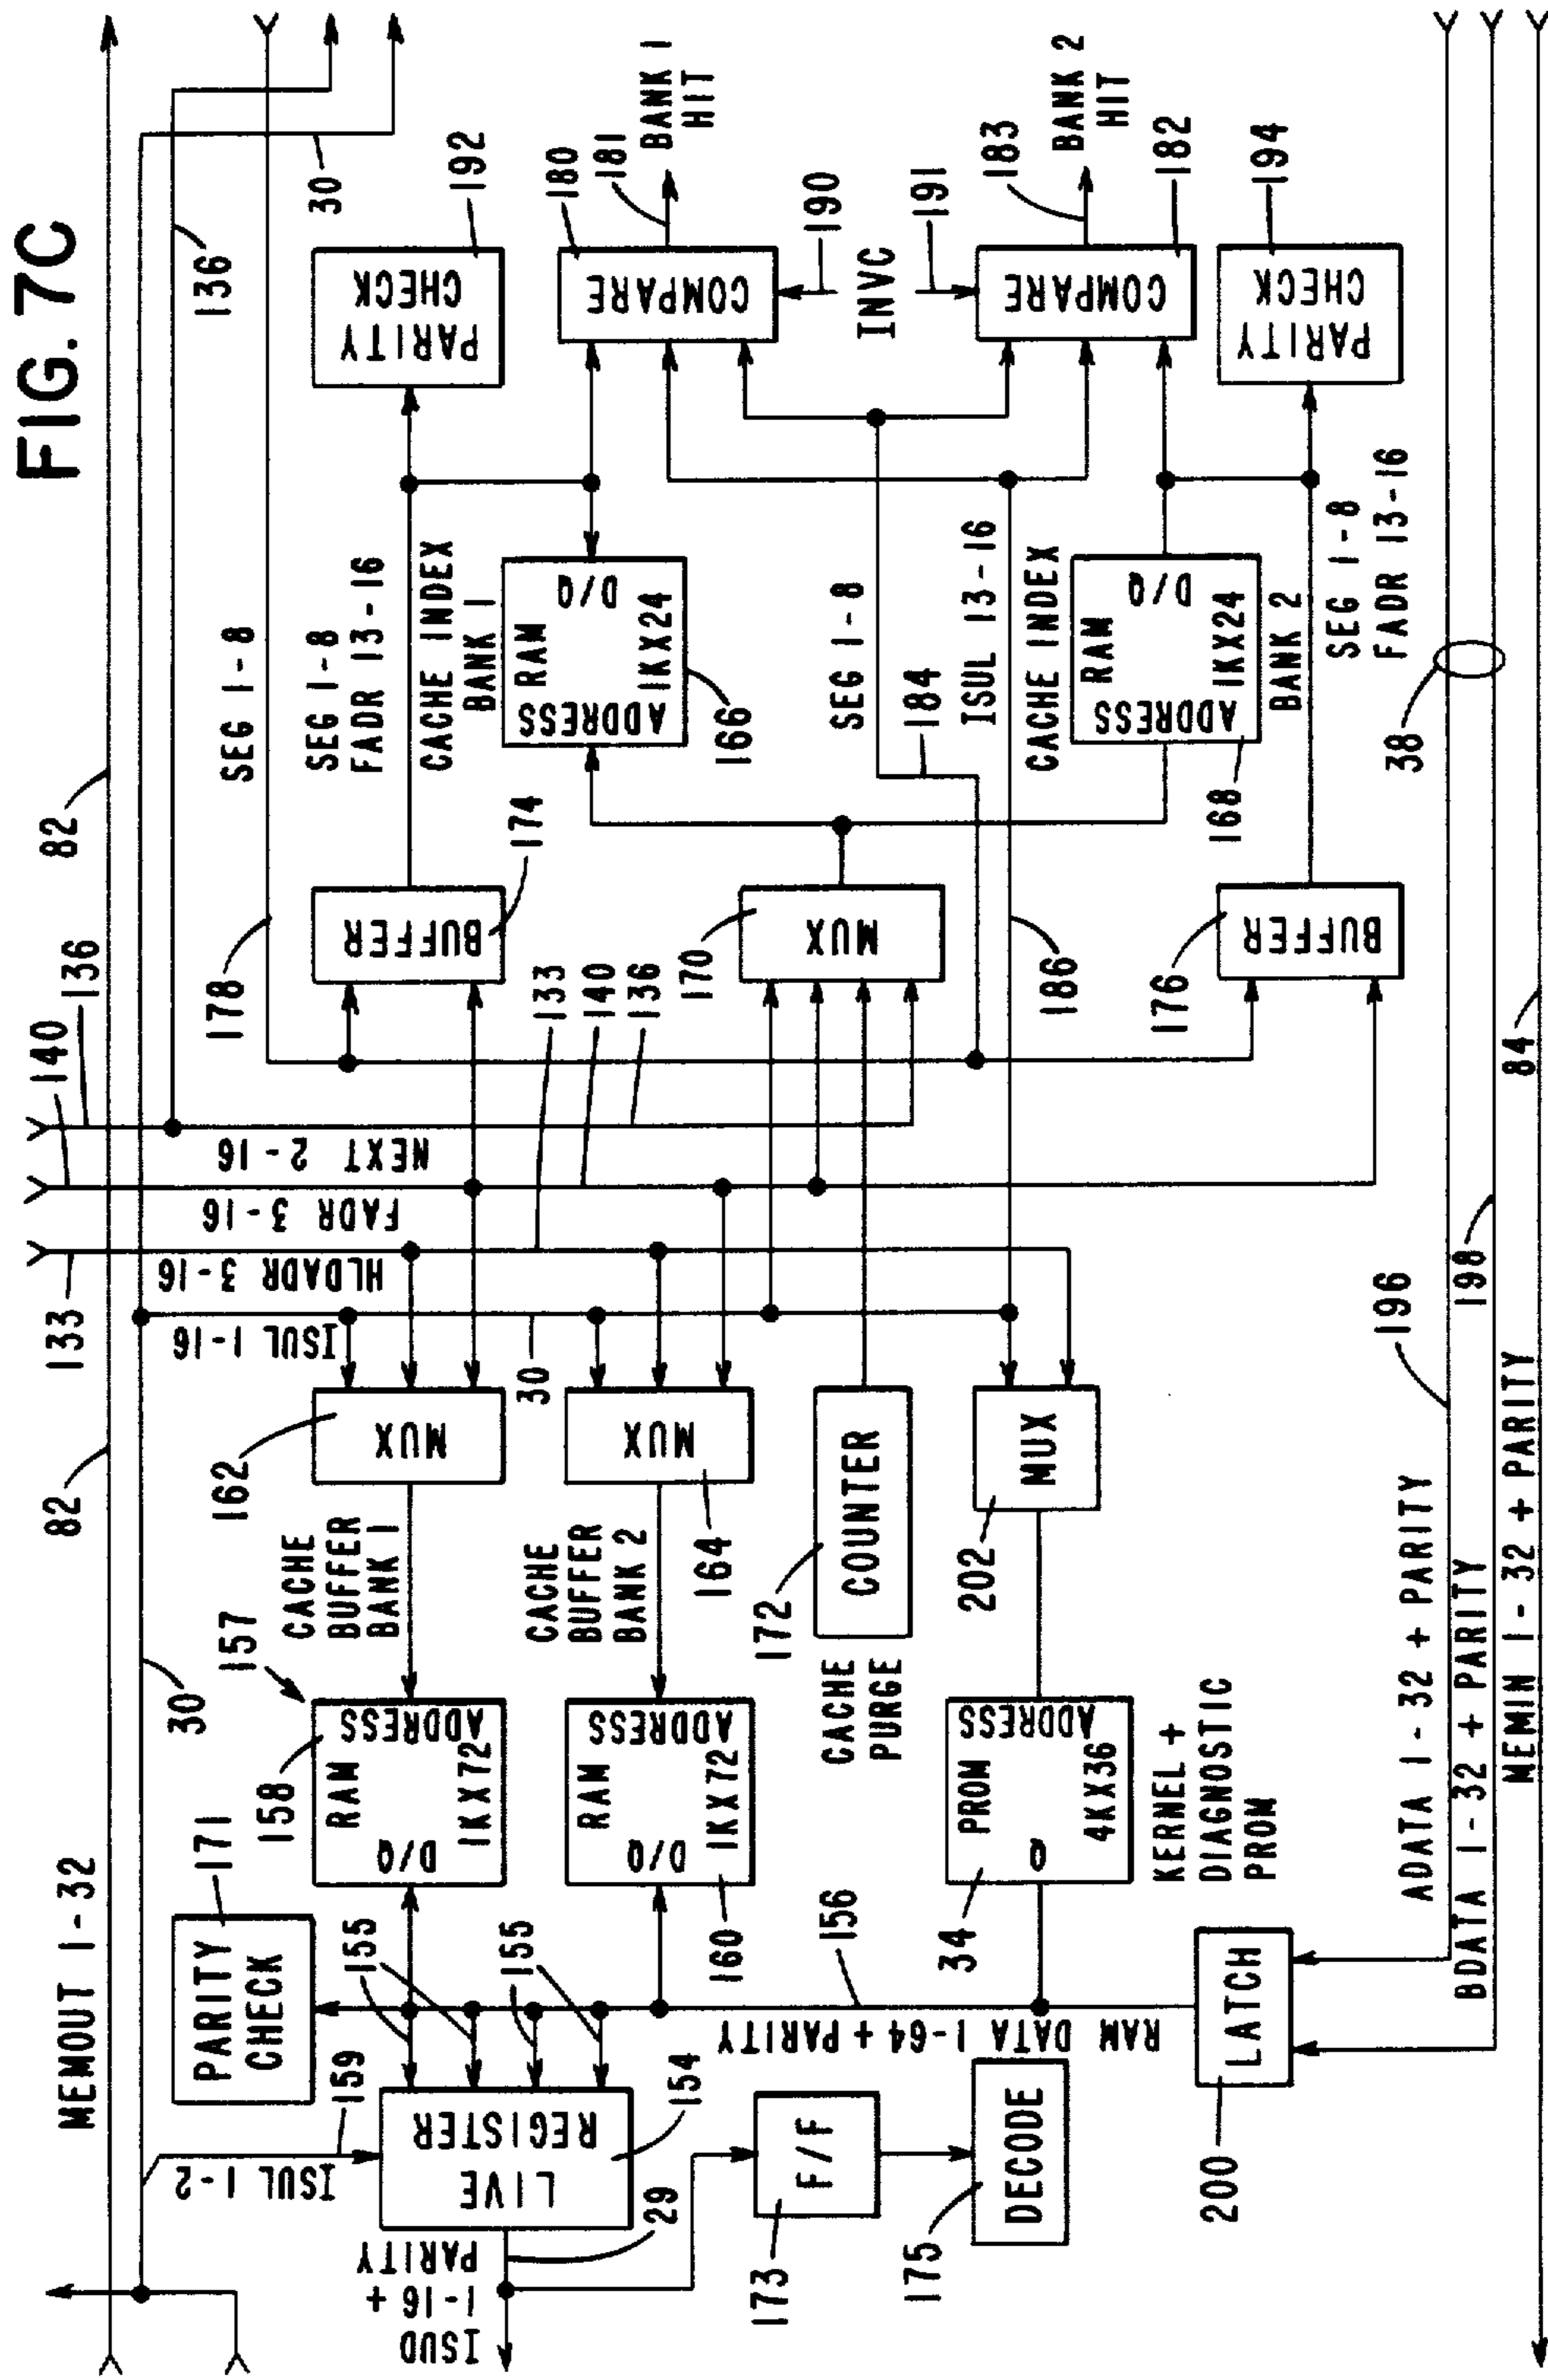 FIG. 7C
82
140
136
133
82
MEMOUT 1-32
136
30
30
178
SEG 1-8
NEXT 2-16
FADR 3-16
HLDADR 3-16
ISUL 1-16
ISUL 1-2
159
PARITY
CHECK
171
155
155
LIVE
REGISTER
154
29
ISUD
1-16 +
PARITY
F/F
173
DECODE
175
RAM DATA 1-64 + PARITY
156
157
158
RAM
D/Q
ADDRESS
1KX72
CACHE
BUFFER
BANK 1
162
MUX
160
RAM
D/Q
ADDRESS
1KX72
CACHE
BUFFER
BANK 2
164
MUX
30
133
140
136
CACHE
PURGE
172
COUNTER
34
PROM
Q
ADDRESS
4KX36
KERNEL +
DIAGNOSTIC
PROM
202
MUX
200
LATCH
BUFFER
174
SEG 1-8
FADR 13-16
PARITY
CHECK
192
CACHE INDEX
BANK 1
RAM
ADDRESS
D/Q
1KX24
166
170
MUX
COMPARE
180
181
BANK 1
HIT
190
INVC
191
SEG 1-8
184
ISUL 13-16
186
CACHE INDEX
RAM
ADDRESS
D/Q
1KX24
BANK 2
168
COMPARE
183
BANK 2
HIT
182
176
BUFFER
SEG 1-8
FADR 13-16
PARITY
CHECK
194
38
196
ADATA 1-32 + PARITY
198
BDATA 1-32 + PARITY
84
MEMIN 1-32 + PARITY